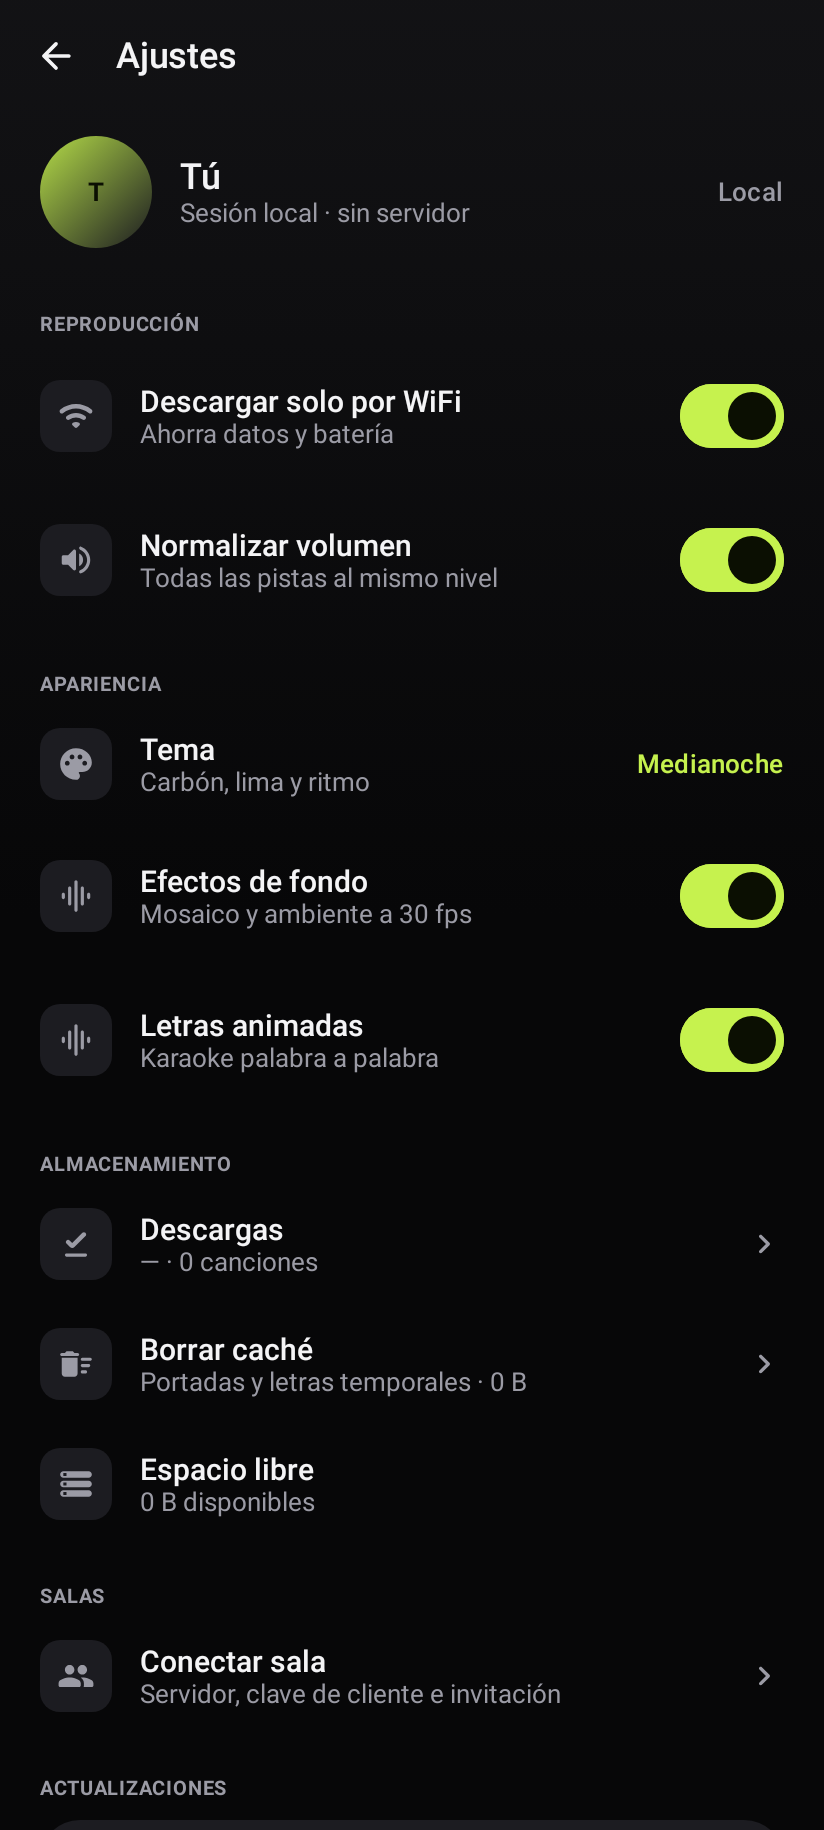 Ajustes
T
Tú
Sesión local · sin servidor
Local
REPRODUCCIÓN
Descargar solo por WiFi
Ahorra datos y batería
Normalizar volumen
Todas las pistas al mismo nivel
APARIENCIA
Tema
Carbón, lima y ritmo
Medianoche
Efectos de fondo
Mosaico y ambiente a 30 fps
Letras animadas
Karaoke palabra a palabra
ALMACENAMIENTO
Descargas
— · 0 canciones
Borrar caché
Portadas y letras temporales · 0 B
Espacio libre
0 B disponibles
SALAS
Conectar sala
Servidor, clave de cliente e invitación
ACTUALIZACIONES